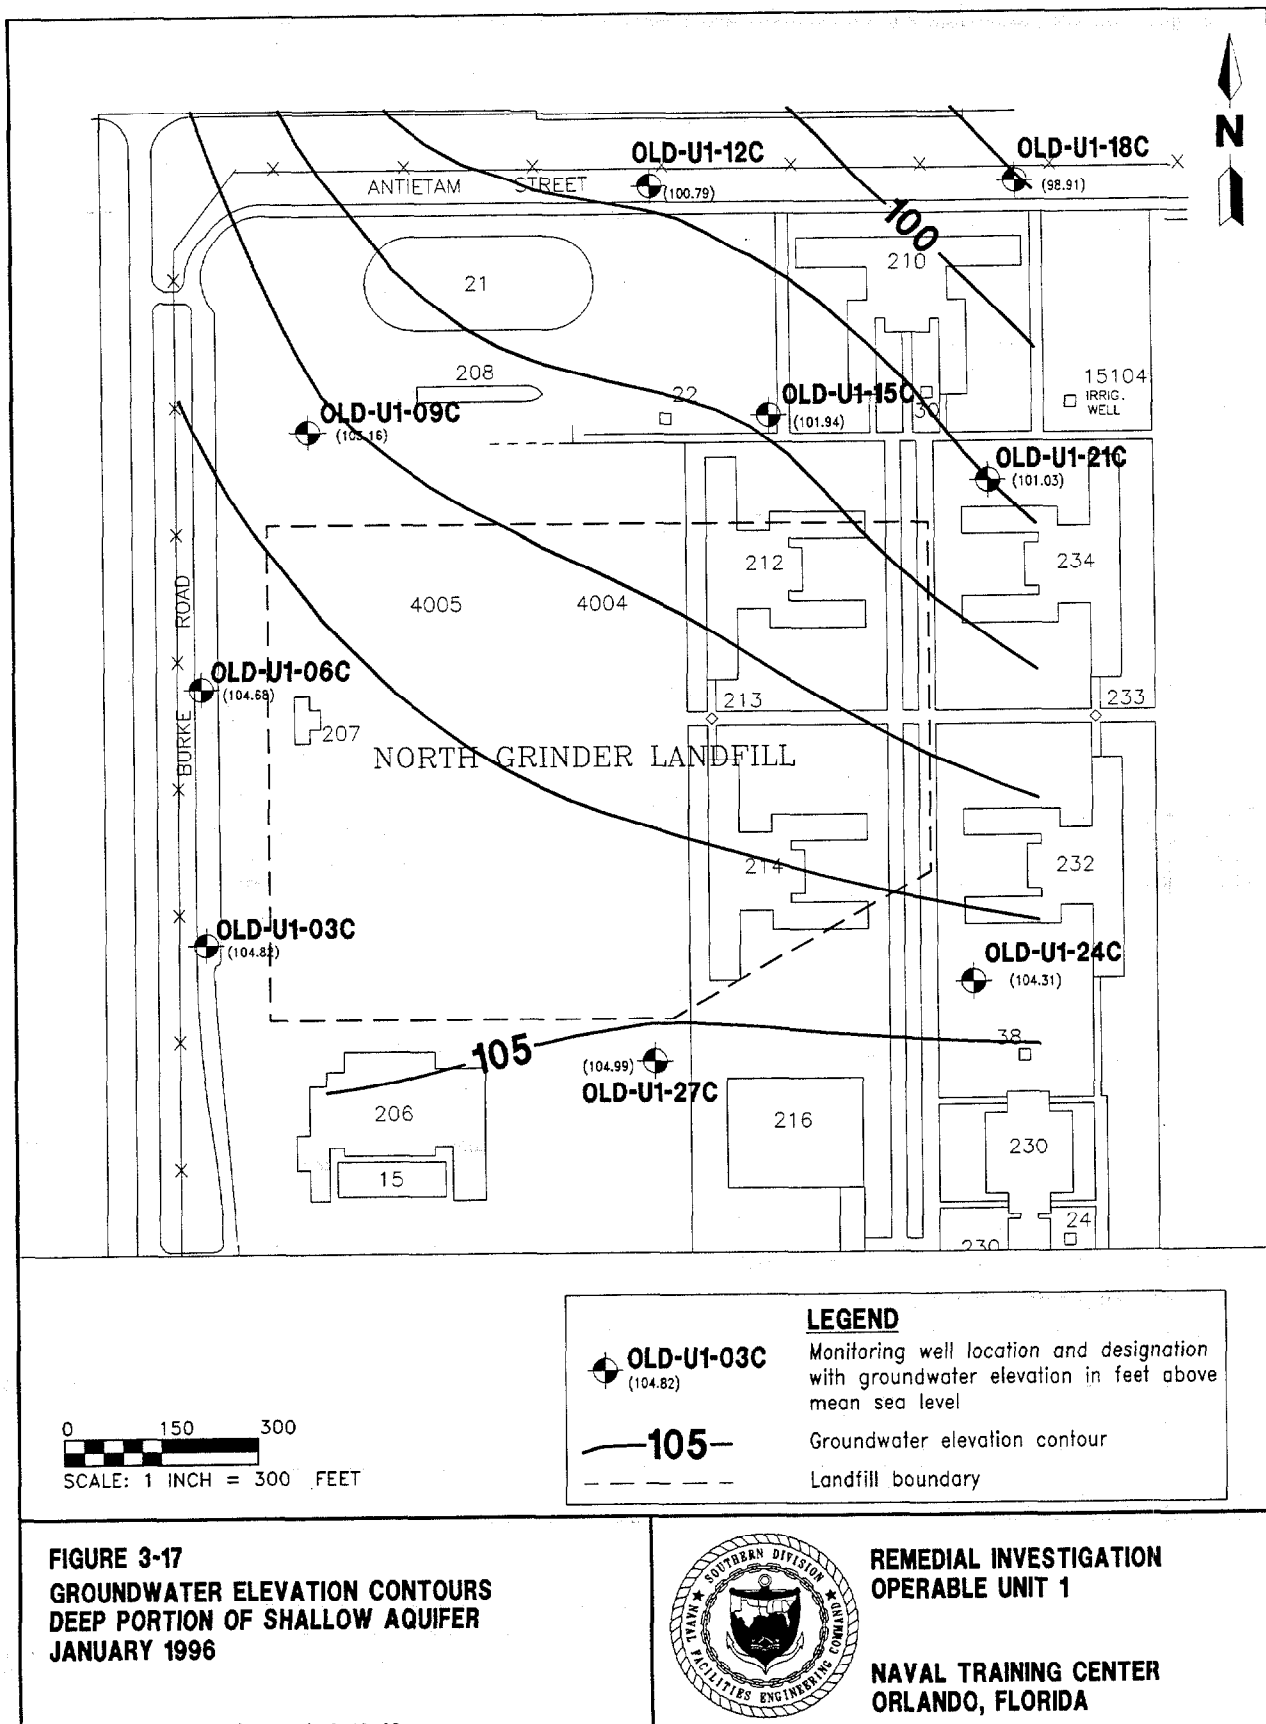 N
OLD-U1-12C
(100.79)
OLD-U1-18C
(98.91)
ANTIETAM STREET
100
210
21
208
22
OLD-U1-15C
(101.94)
30
15104
IRRIG.
WELL
OLD-U1-09C
(103.16)
OLD-U1-21C
(101.03)
212
234
4005
4004
BURKE ROAD
OLD-U1-06C
(104.68)
213
233
207
NORTH GRINDER LANDFILL
214
232
OLD-U1-03C
(104.82)
OLD-U1-24C
(104.31)
38
105
(104.99)
OLD-U1-27C
206
216
230
15
24
230
LEGEND
OLD-U1-03C
(104.82)
Monitoring well location and designation
with groundwater elevation in feet above
mean sea level
105
Groundwater elevation contour
Landfill boundary
0 150 300
SCALE: 1 INCH = 300 FEET
FIGURE 3-17
GROUNDWATER ELEVATION CONTOURS
DEEP PORTION OF SHALLOW AQUIFER
JANUARY 1996
SOUTHERN DIVISION
NAVAL FACILITIES ENGINEERING COMMAND
REMEDIAL INVESTIGATION
OPERABLE UNIT 1
NAVAL TRAINING CENTER
ORLANDO, FLORIDA